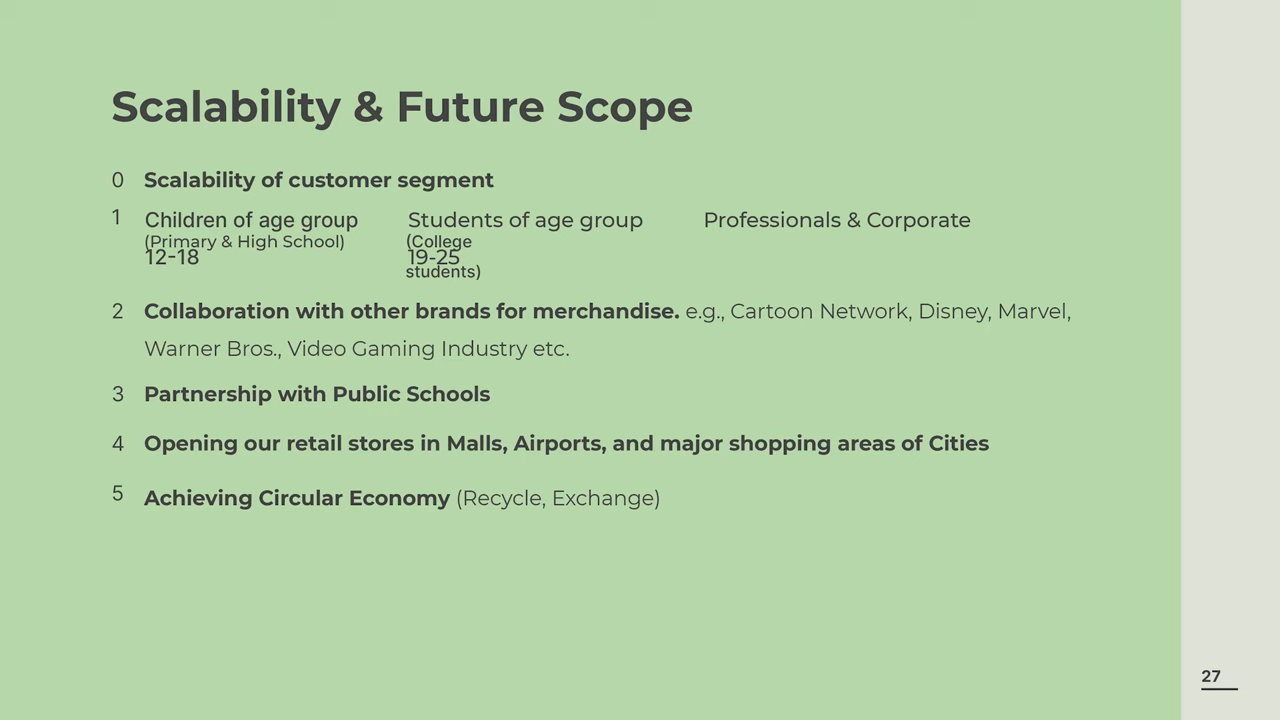 Scalability & Future Scope
0 Scalability of customer segment
1 Children of age group Students of age group Professionals & Corporate
(Primary & High School) (College
12-18 19-25
students)
2 Collaboration with other brands for merchandise. e.g., Cartoon Network, Disney, Marvel,
Warner Bros., Video Gaming Industry etc.
3 Partnership with Public Schools
4 Opening our retail stores in Malls, Airports, and major shopping areas of Cities
5 Achieving Circular Economy (Recycle, Exchange)
27